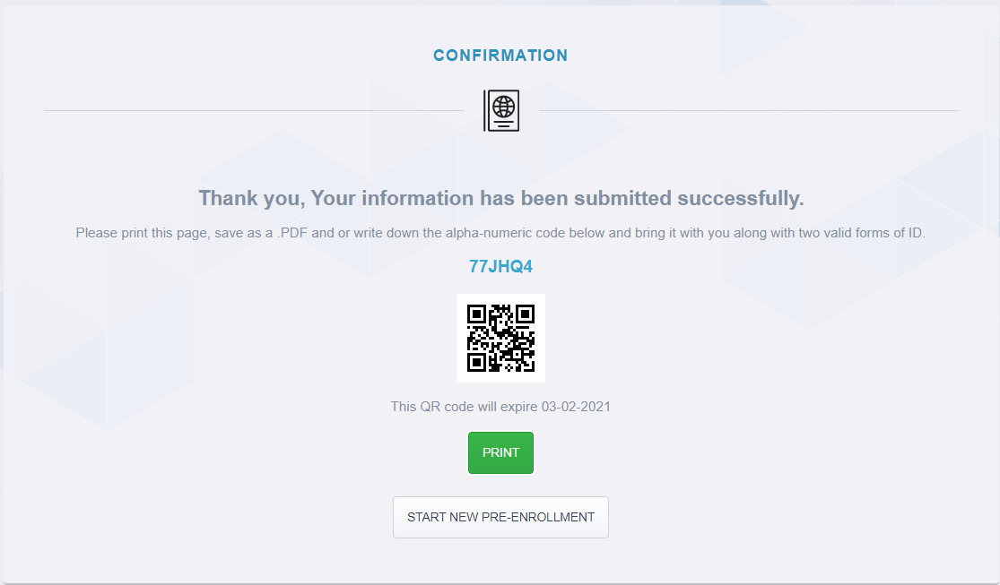 CONFIRMATION
Thank you, Your information has been submitted successfully.
Please print this page, save as a .PDF and or write down the alpha-numeric code below and bring it with you along with two valid forms of ID.
77JHQ4
This QR code will expire 03-02-2021
PRINT
START NEW PRE-ENROLLMENT